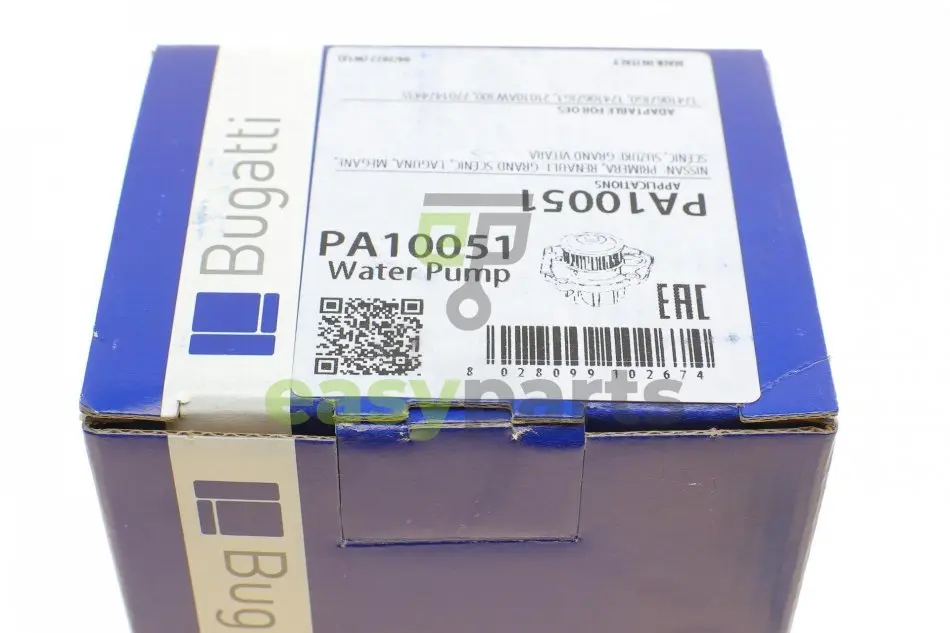 Bugatti
MADE IN ITALY
ADAPTABLE FOR OES
APPLICATIONS
NISSAN: PRIMERA, RENAULT: GRAND SCENIC, LAGUNA, MEGANE,
SCENIC, SUZUKI: GRAND VITARA
PA10051
PA10051
Water Pump
EAC
8 028099 102674
easyparts
Bug